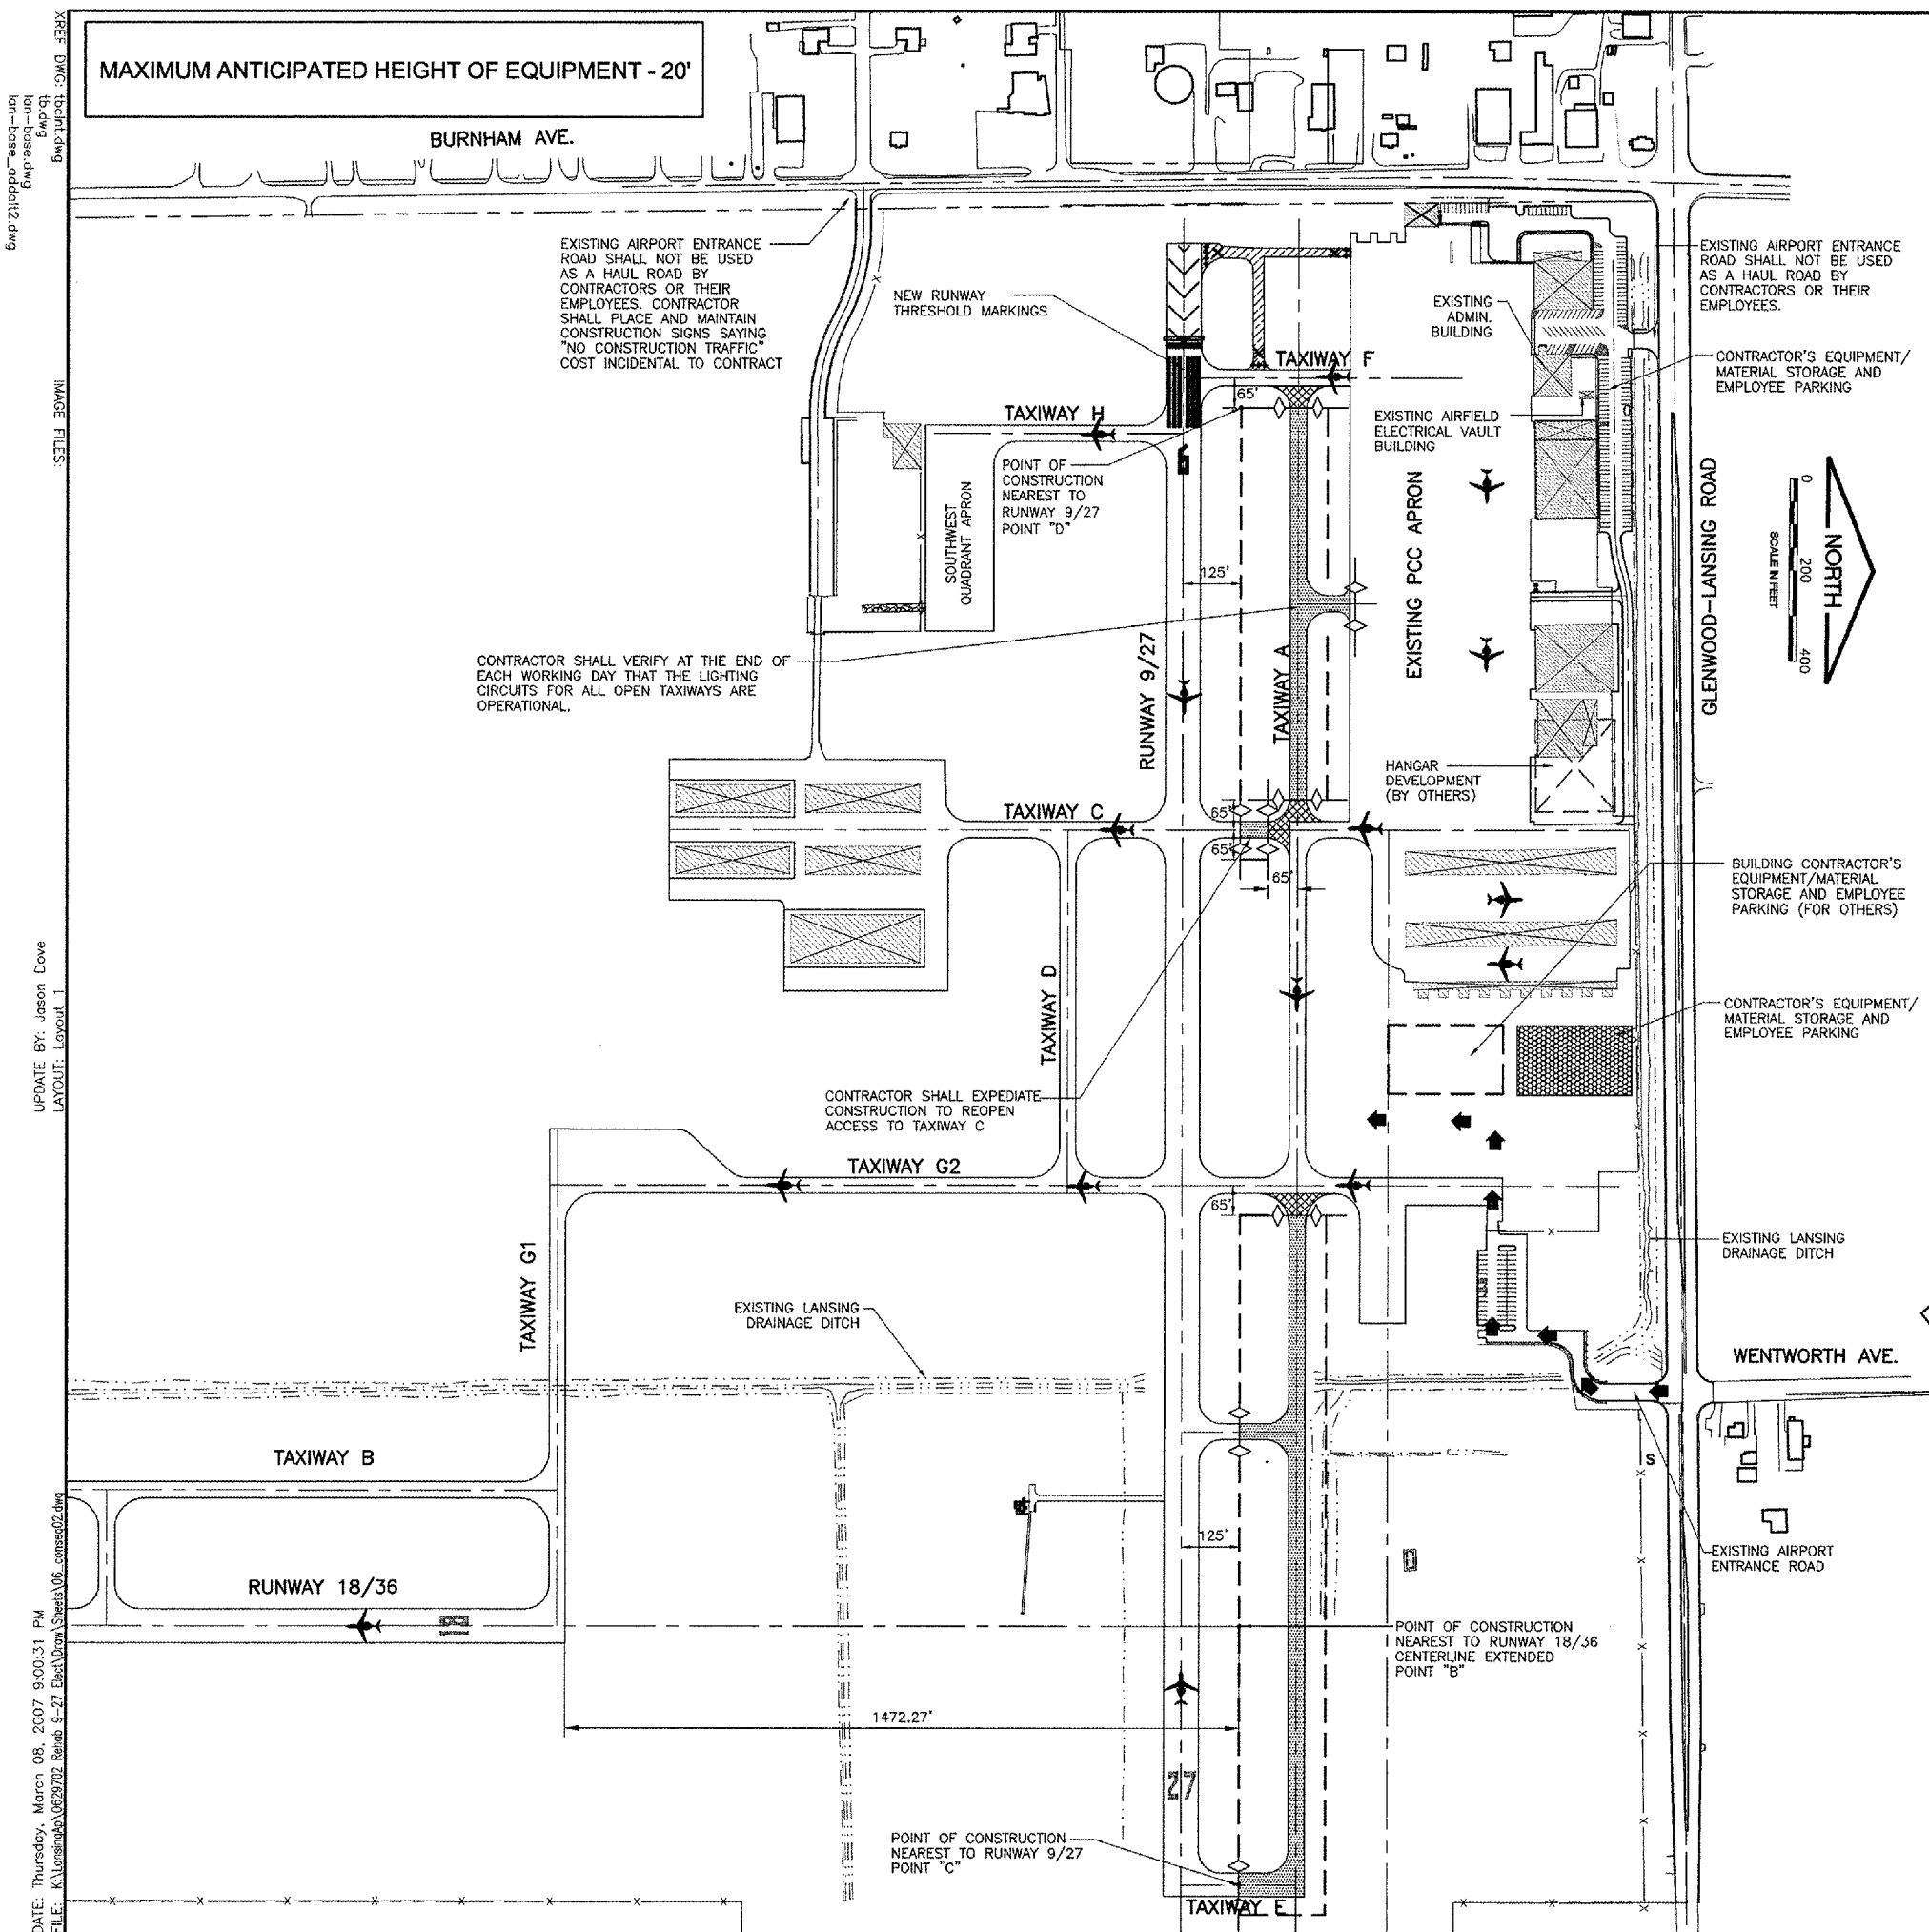 MAXIMUM ANTICIPATED HEIGHT OF EQUIPMENT - 20'
BURNHAM AVE.
EXISTING AIRPORT ENTRANCE
ROAD SHALL NOT BE USED
AS A HAUL ROAD BY
CONTRACTORS OR THEIR
EMPLOYEES. CONTRACTOR
SHALL PLACE AND MAINTAIN
CONSTRUCTION SIGNS SAYING
"NO CONSTRUCTION TRAFFIC"
COST INCIDENTAL TO CONTRACT
NEW RUNWAY
THRESHOLD MARKINGS
EXISTING
ADMIN.
BUILDING
EXISTING AIRPORT ENTRANCE
ROAD SHALL NOT BE USED
AS A HAUL ROAD BY
CONTRACTORS OR THEIR
EMPLOYEES.
CONTRACTOR'S EQUIPMENT/
MATERIAL STORAGE AND
EMPLOYEE PARKING
TAXIWAY F
65'
TAXIWAY H
EXISTING AIRFIELD
ELECTRICAL VAULT
BUILDING
POINT OF
CONSTRUCTION
NEAREST TO
RUNWAY 9/27
POINT "D"
SOUTHWEST
QUADRANT APRON
125'
EXISTING PCC APRON
GLENWOOD-LANSING ROAD
NORTH
0
200
400
SCALE IN FEET
CONTRACTOR SHALL VERIFY AT THE END OF
EACH WORKING DAY THAT THE LIGHTING
CIRCUITS FOR ALL OPEN TAXIWAYS ARE
OPERATIONAL.
RUNWAY 9/27
TAXIWAY A
HANGAR
DEVELOPMENT
(BY OTHERS)
TAXIWAY C
65'
65'
65'
BUILDING CONTRACTOR'S
EQUIPMENT/MATERIAL
STORAGE AND EMPLOYEE
PARKING (FOR OTHERS)
TAXIWAY D
CONTRACTOR'S EQUIPMENT/
MATERIAL STORAGE AND
EMPLOYEE PARKING
CONTRACTOR SHALL EXPEDIATE
CONSTRUCTION TO REOPEN
ACCESS TO TAXIWAY C
TAXIWAY G2
65'
TAXIWAY G1
EXISTING LANSING
DRAINAGE DITCH
EXISTING LANSING
DRAINAGE DITCH
WENTWORTH AVE.
TAXIWAY B
S
125'
EXISTING AIRPORT
ENTRANCE ROAD
RUNWAY 18/36
POINT OF CONSTRUCTION
NEAREST TO RUNWAY 18/36
CENTERLINE EXTENDED
POINT "B"
1472.27'
27
POINT OF CONSTRUCTION
NEAREST TO RUNWAY 9/27
POINT "C"
TAXIWAY E
XREF DWG:
tb.dwg
lan-base.dwg
IMAGE FILES:
UPDATE BY: Jason Dove
LAYOUT: Layout 1
DATE: Thursday, March 08, 2007 9:00:31 PM